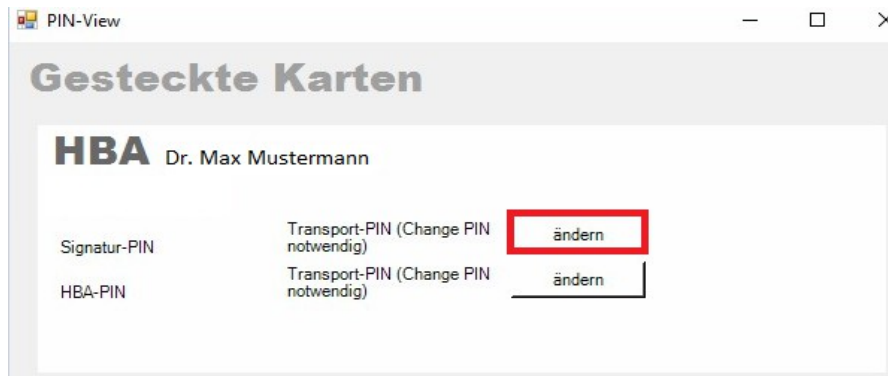 PIN-View
Gesteckte Karten
HBA Dr. Max Mustermann
Signatur-PIN
Transport-PIN (Change PIN
notwendig)
ändern
HBA-PIN
Transport-PIN (Change PIN
notwendig)
ändern